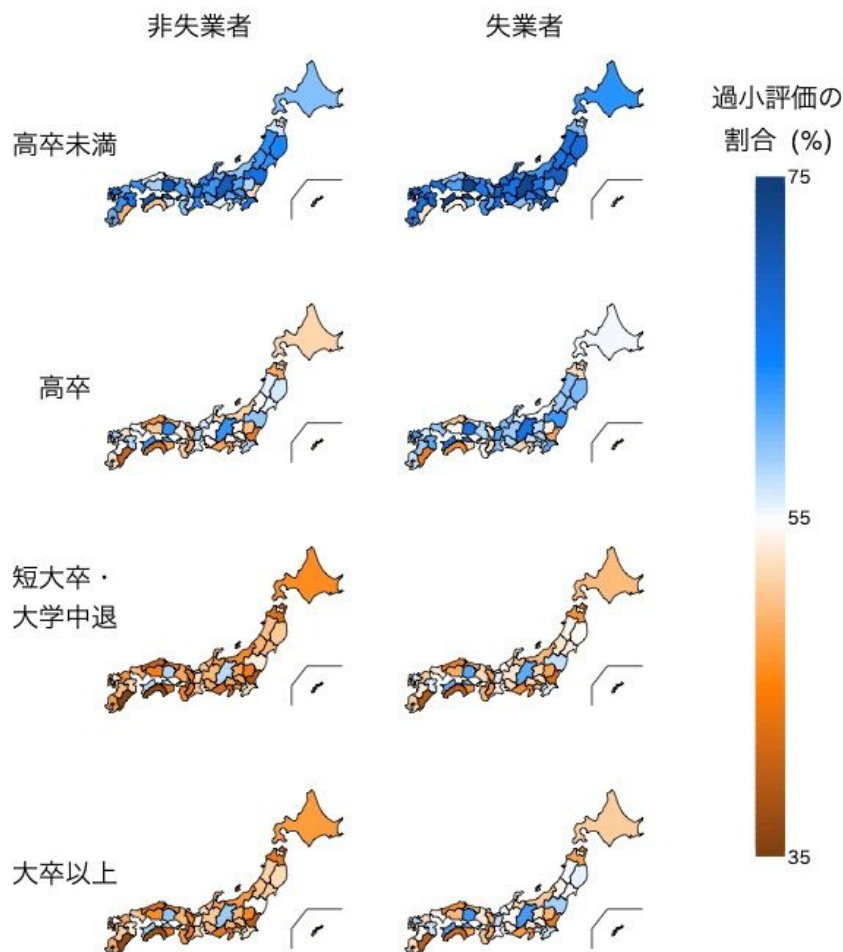 非失業者
失業者
過小評価の
割合 (%)
高卒未満
75
高卒
55
短大卒・
大学中退
大卒以上
35